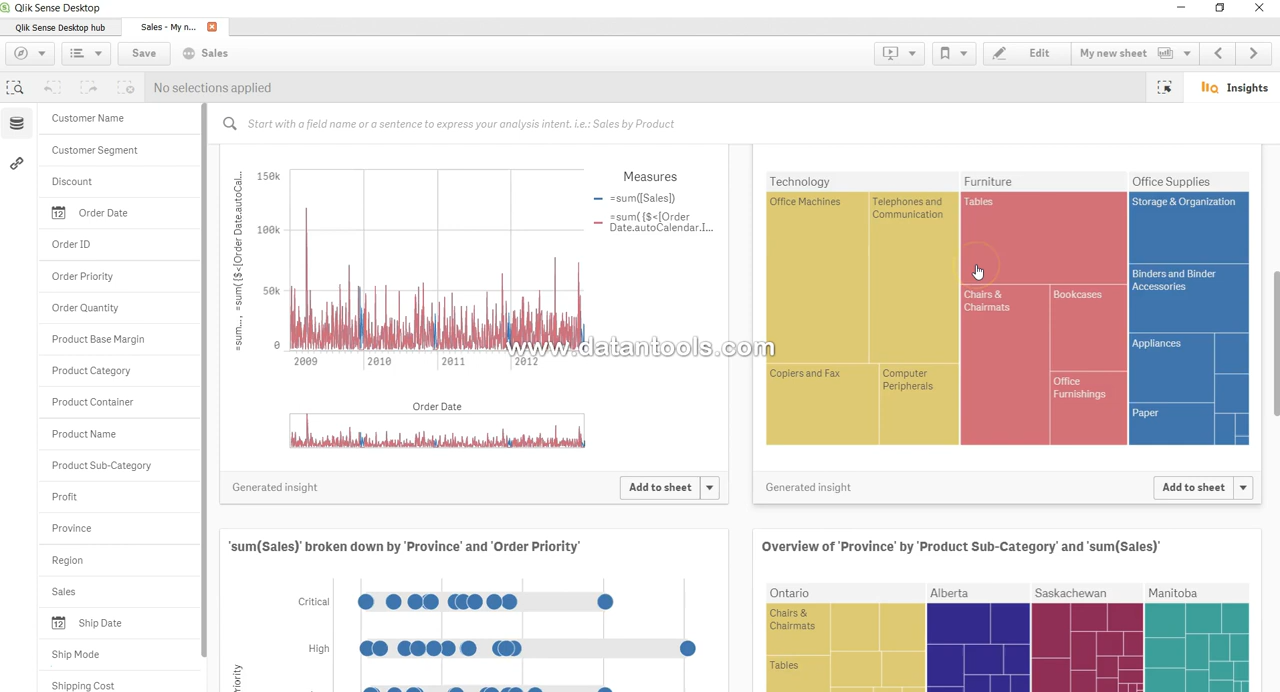 Qlik Sense Desktop
Qlik Sense Desktop hub
Sales - My n...
Save
Sales
Edit
My new sheet
No selections applied
Insights
Customer Name
Customer Segment
Discount
Order Date
Order ID
Order Priority
Order Quantity
Product Base Margin
Product Category
Product Container
Product Name
Product Sub-Category
Profit
Province
Region
Sales
Ship Date
Ship Mode
Shipping Cost
Start with a field name or a sentence to express your analysis intent. i.e.: Sales by Product
=sum..., =sum( {$<[Order Date.autoCal...
150k
100k
50k
0
2009
2010
2011
2012
Order Date
Measures
=sum([Sales])
=sum( {$<[Order
Date.autoCalendar.I...
Generated insight
Add to sheet
Technology
Furniture
Office Supplies
Office Machines
Telephones and
Communication
Copiers and Fax
Computer
Peripherals
Tables
Chairs &
Chairmats
Bookcases
Office
Furnishings
Storage & Organization
Binders and Binder
Accessories
Appliances
Paper
Generated insight
Add to sheet
www.datantools.com
'sum(Sales)' broken down by 'Province' and 'Order Priority'
Critical
High
Overview of 'Province' by 'Product Sub-Category' and 'sum(Sales)'
Ontario
Alberta
Saskachewan
Manitoba
Chairs &
Chairmats
Tables